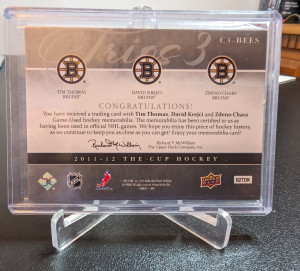 C3-BEES
TIM THOMAS
BRUINS
DAVID KREJCI
BRUINS
ZDENO CHARA
BRUINS
CONGRATULATIONS!
You have received a trading card with Tim Thomas, David Krejci and Zdeno Chara
Game-Used hockey memorabilia. The memorabilia has been certified to us as
having been used in official NHL games. We hope you enjoy this piece of hockey history,
as we continue to keep you as close as you can get! Enjoy your memorabilia card!
Richard P. McWilliam
The Upper Deck Company, Inc.
2011-12 THE CUP HOCKEY
NHL
UPPER DECK